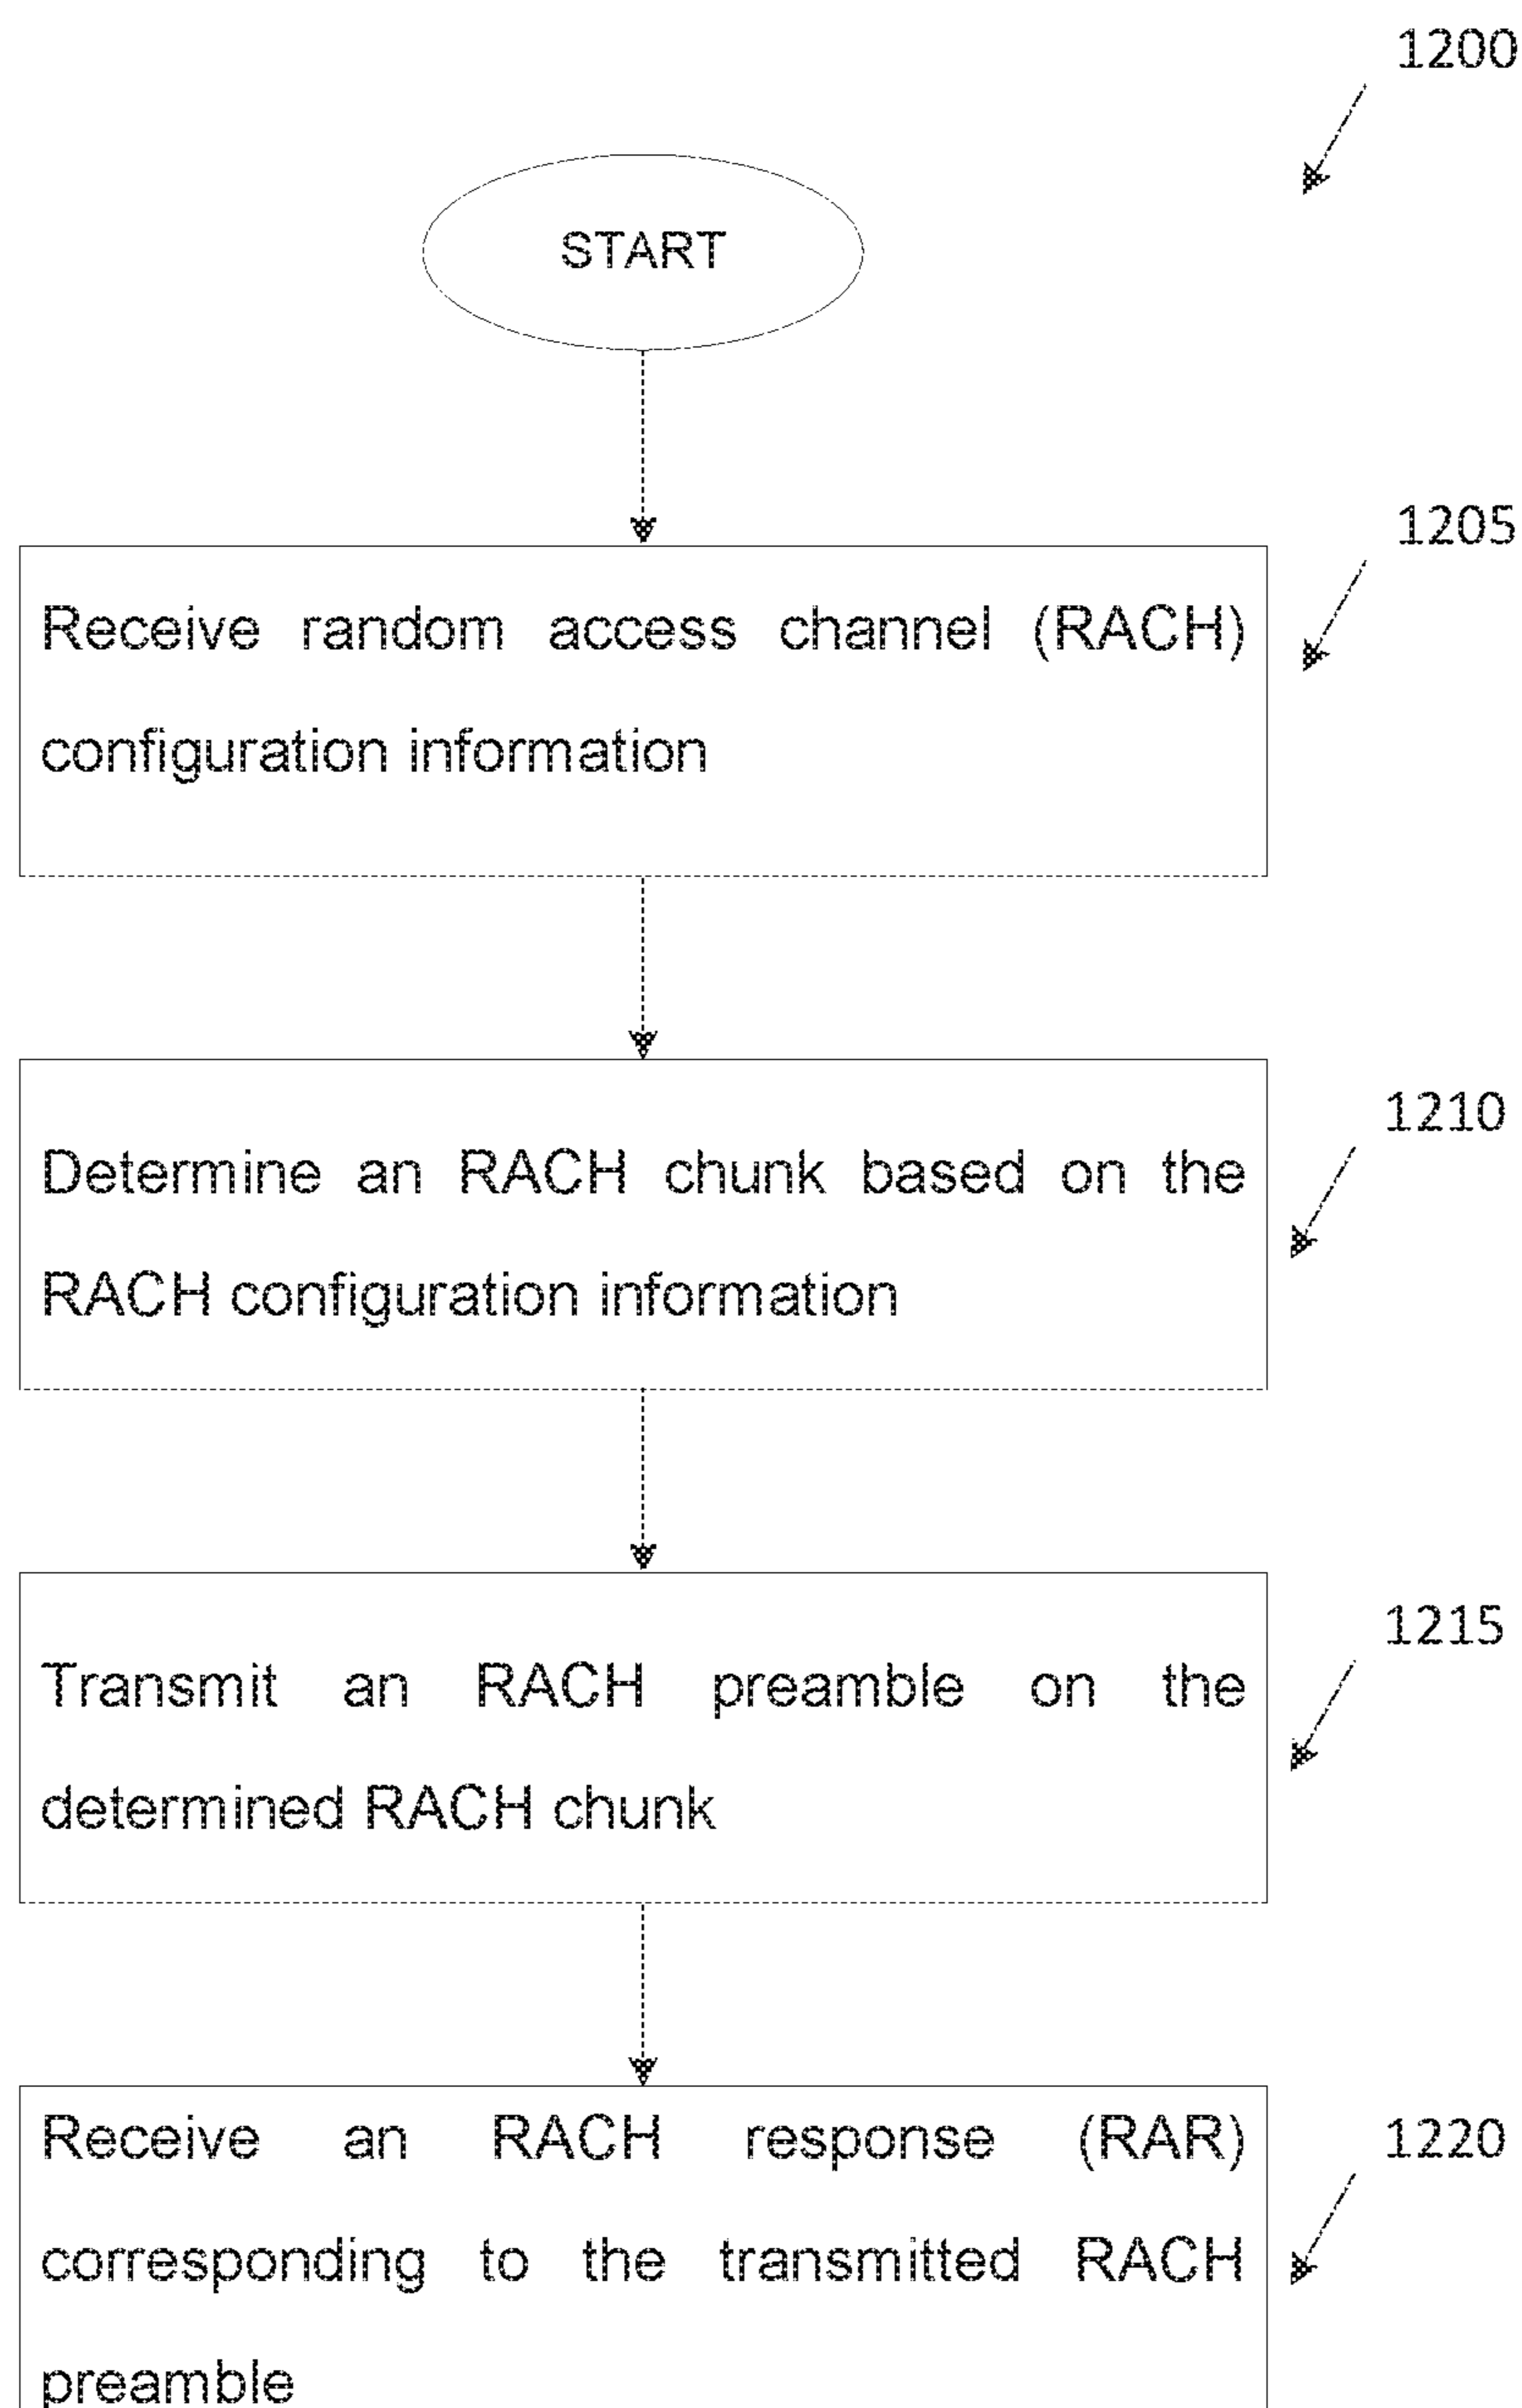 1200
START
1205
Receive random access channel (RACH)
configuration information
1210
Determine an RACH chunk based on the
RACH configuration information
1215
Transmit an RACH preamble on the
determined RACH chunk
1220
Receive an RACH response (RAR)
corresponding to the transmitted RACH
preamble